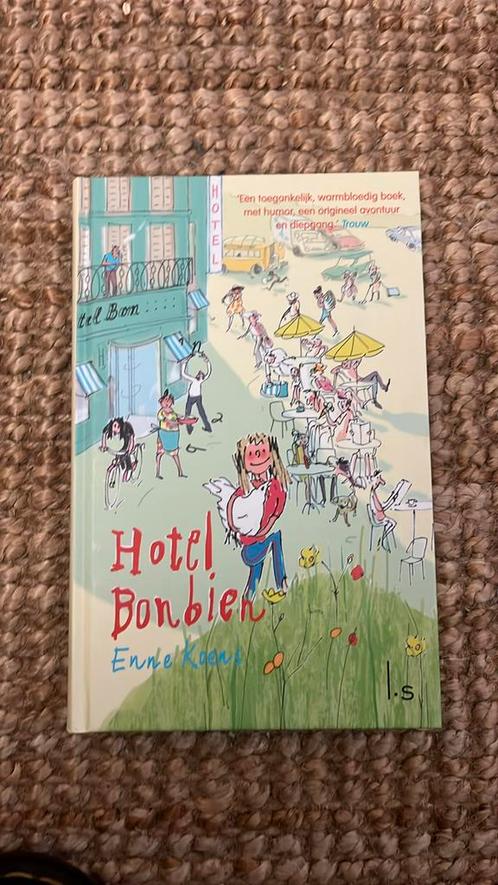 HOTEL
'Een toegankelijk, warmbloedig boek,
met humor, een origineel avontuur
en diepgang.' Trouw
tel Bon
n
Hotel
Bonbien
Enne Koens
l.s